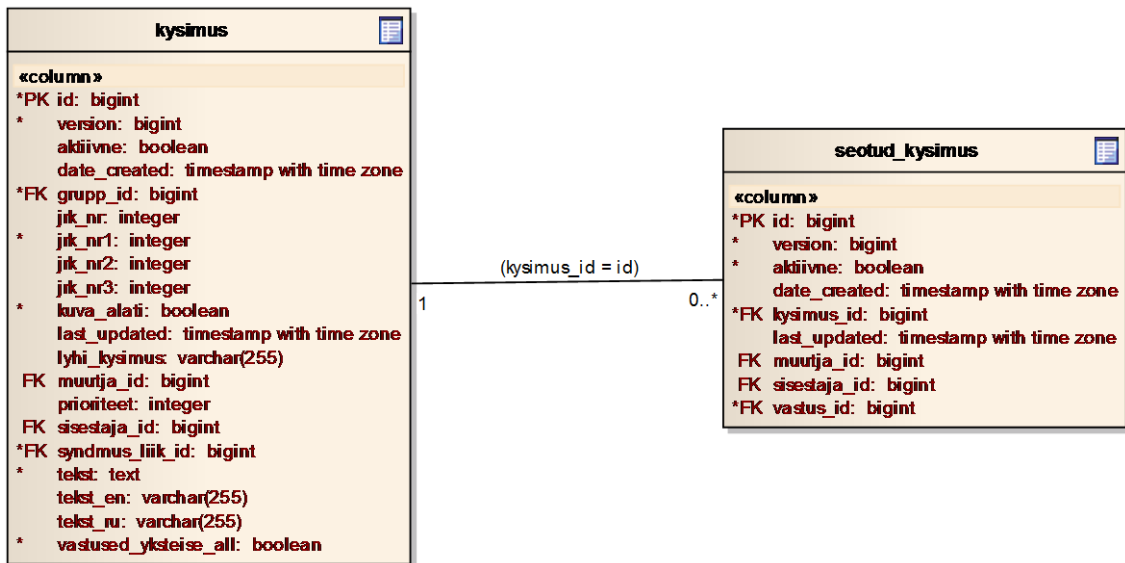 kysimus
«column»
*PK id: bigint
* version: bigint
aktiivne: boolean
date_created: timestamp with time zone
*FK grupp_id: bigint
jrk_nr: integer
* jrk_nr1: integer
jrk_nr2: integer
jrk_nr3: integer
* kuva_alati: boolean
last_updated: timestamp with time zone
lyhi_kysimus: varchar(255)
FK muutja_id: bigint
prioriteet: integer
FK sisestaja_id: bigint
*FK syndmus_liik_id: bigint
* tekst: text
tekst_en: varchar(255)
tekst_ru: varchar(255)
* vastused_yksteise_all: boolean
(kysimus_id = id)
1
0..*
seotud_kysimus
«column»
*PK id: bigint
* version: bigint
* aktiivne: boolean
date_created: timestamp with time zone
*FK kysimus_id: bigint
last_updated: timestamp with time zone
FK muutja_id: bigint
FK sisestaja_id: bigint
*FK vastus_id: bigint